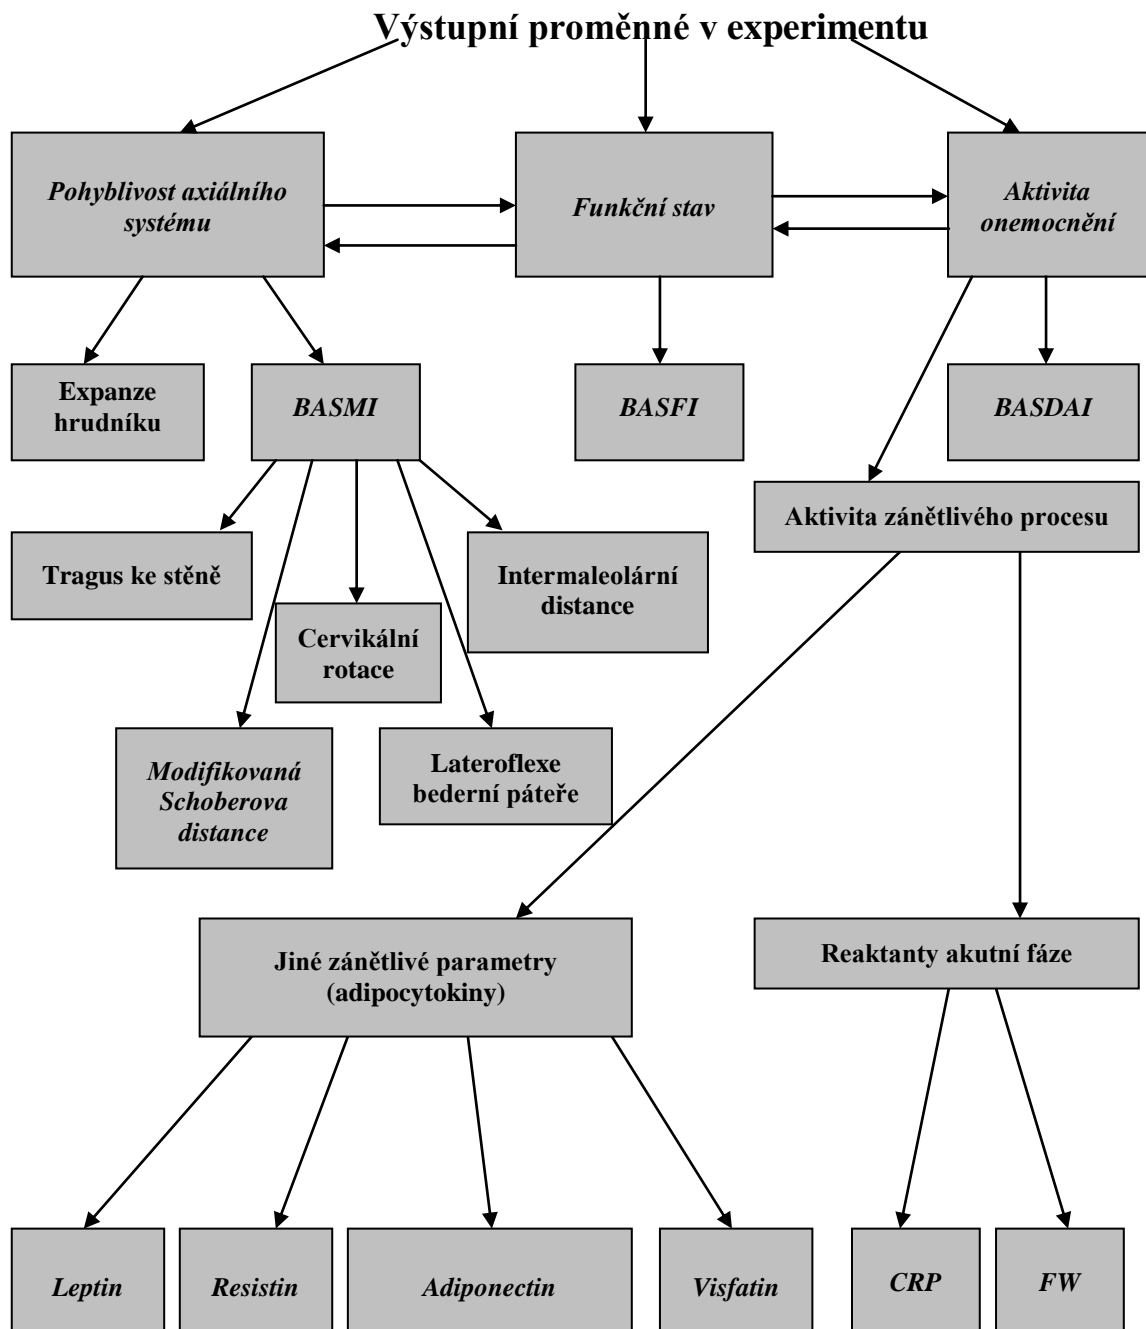 Výstupní proměnné v experimentu
Pohyblivost axiálního
systému
Funkční stav
Aktivita
onemocnění
Expanze
hrudníku
BASMI
BASFI
BASDAI
Aktivita zánětlivého procesu
Tragus ke stěně
Intermaleolární
distance
Cervikální
rotace
Modifikovaná
Schoberova
distance
Lateroflexe
bederní páteře
Jiné zánětlivé parametry
(adipocytokiny)
Reaktanty akutní fáze
Leptin
Resistin
Adiponectin
Visfatin
CRP
FW